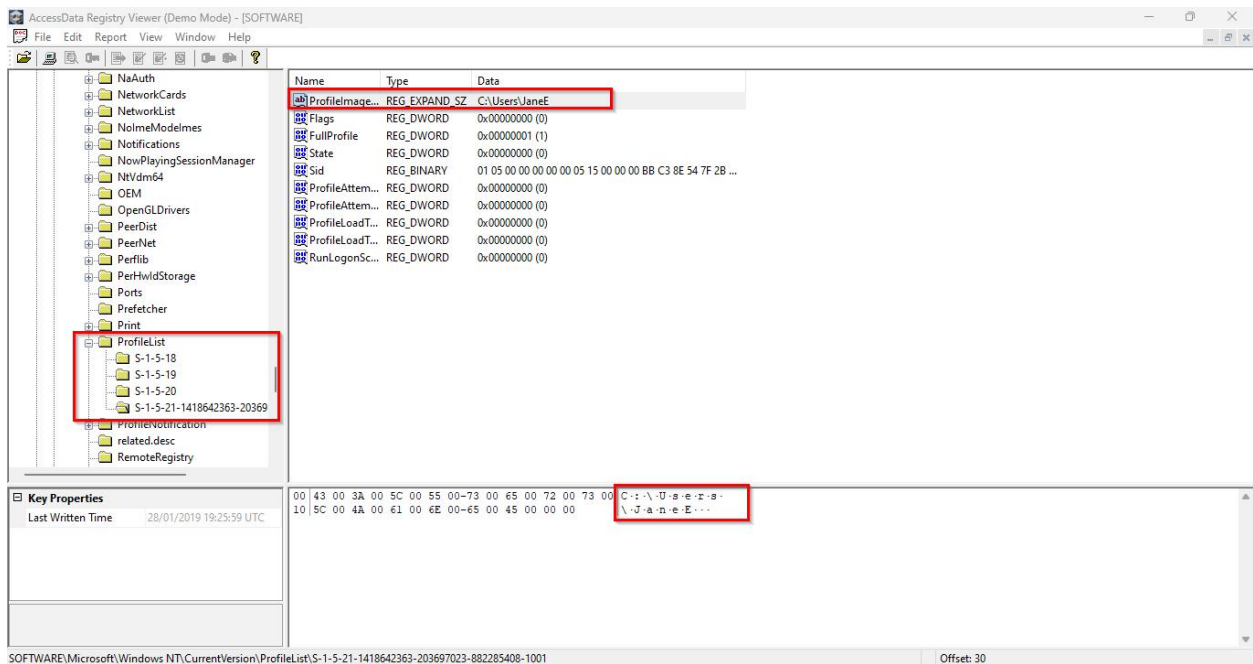 AccessData Registry Viewer (Demo Mode) - [SOFTWARE]
File Edit Report View Window Help
NaAuth
NetworkCards
NetworkList
NoImeModeImes
Notifications
NowPlayingSessionManager
NtVdm64
OEM
OpenGLDrivers
PeerDist
PeerNet
Perflib
PerHwIdStorage
Ports
Prefetcher
Print
ProfileList
S-1-5-18
S-1-5-19
S-1-5-20
S-1-5-21-1418642363-20369
ProfileNotification
related.desc
RemoteRegistry
Name Type Data
ProfileImage... REG_EXPAND_SZ C:\Users\JaneE
Flags REG_DWORD 0x00000000 (0)
FullProfile REG_DWORD 0x00000001 (1)
State REG_DWORD 0x00000000 (0)
Sid REG_BINARY 01 05 00 00 00 00 00 05 15 00 00 00 BB C3 8E 54 7F 2B ...
ProfileAttem... REG_DWORD 0x00000000 (0)
ProfileAttem... REG_DWORD 0x00000000 (0)
ProfileLoadT... REG_DWORD 0x00000000 (0)
ProfileLoadT... REG_DWORD 0x00000000 (0)
RunLogonSc... REG_DWORD 0x00000000 (0)
Key Properties
Last Written Time 28/01/2019 19:25:59 UTC
00 43 00 3A 00 5C 00 55 00-73 00 65 00 72 00 73 00 C·:·\·U·s·e·r·s·
10 5C 00 4A 00 61 00 6E 00-65 00 45 00 00 00 \·J·a·n·e·E···
SOFTWARE\Microsoft\Windows NT\CurrentVersion\ProfileList\S-1-5-21-1418642363-203697023-882285408-1001 Offset: 30